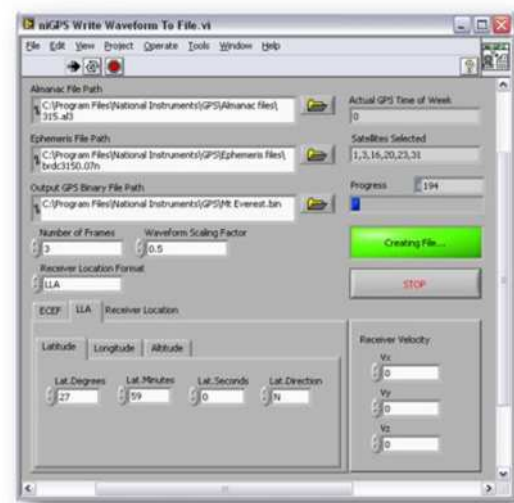 niGPS Write Waveform To File.vi
File Edit View Project Operate Tools Window Help
Almanac File Path
C:\Program Files\National Instruments\GPS\Almanac files\
315.al3
Actual GPS Time of Week
0
Ephemeris File Path
C:\Program Files\National Instruments\GPS\Ephemeris files\
brdc3150.07n
Satellites Selected
1,3,16,20,23,31
Output GPS Binary File Path
C:\Program Files\National Instruments\GPS\Mt Everest.bin
Progress 194
Number of Frames Waveform Scaling Factor
3 0.5
Creating File...
Receiver Location Format
LLA
STOP
ECEF LLA Receiver Location
Latitude Longitude Altitude
Lat.Degrees Lat.Minutes Lat.Seconds Lat.Direction
27 59 0 N
Receiver Velocity
Vx
0
Vy
0
Vz
0